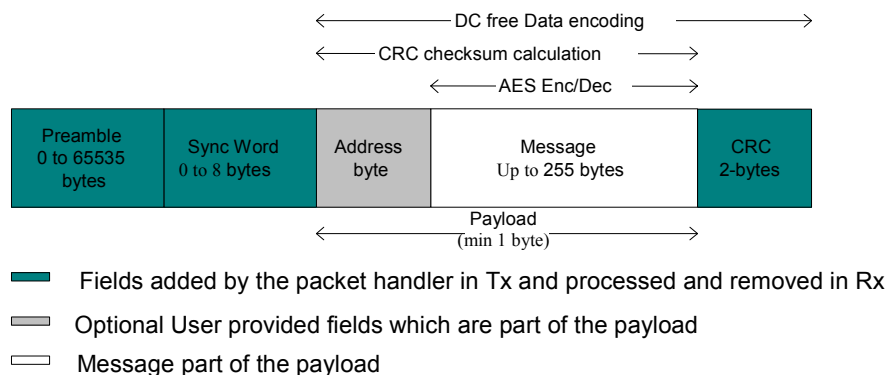 DC free Data encoding
CRC checksum calculation
AES Enc/Dec
Preamble
0 to 65535
bytes
Sync Word
0 to 8 bytes
Address
byte
Message
Up to 255 bytes
CRC
2-bytes
Payload
(min 1 byte)
Fields added by the packet handler in Tx and processed and removed in Rx
Optional User provided fields which are part of the payload
Message part of the payload